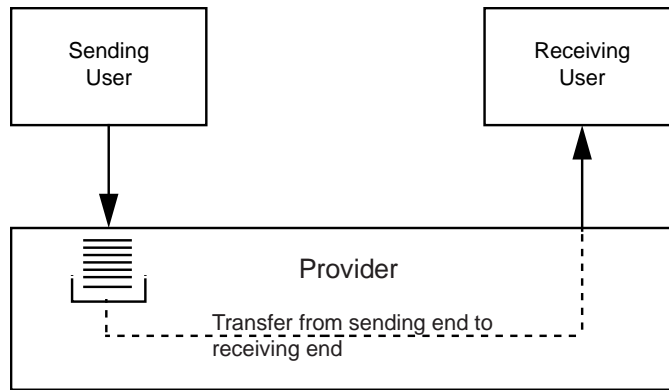 Sending
User
Receiving
User
Provider
Transfer from sending end to
receiving end